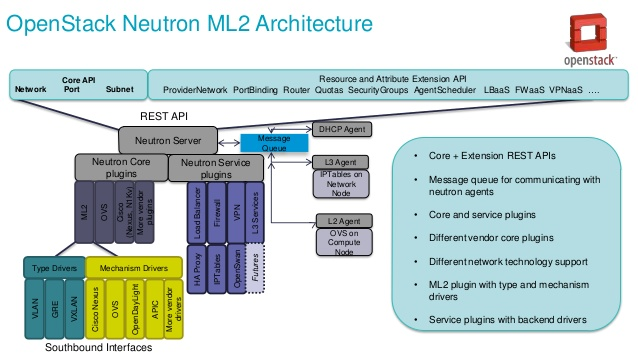 OpenStack Neutron ML2 Architecture
openstack™
Core API
Network Port Subnet
Resource and Attribute Extension API
ProviderNetwork PortBinding Router Quotas SecurityGroups AgentScheduler LBaaS FWaaS VPNaaS ....
REST API
Neutron Server
Message
Queue
DHCP Agent
L3 Agent
IPTables on
Network
Node
L2 Agent
OVS on
Compute
Node
Neutron Core
plugins
Neutron Service
plugins
ML2
OVS
Cisco
(Nexus, N1Kv)
More vendor
plugins
Load Balancer
Firewall
VPN
L3 Services
HA Proxy
IPTables
OpenSwan
Futures
Type Drivers
Mechanism Drivers
VLAN
GRE
VXLAN
Cisco Nexus
OVS
OpenDayLight
APIC
More vendor
drivers
Southbound Interfaces
• Core + Extension REST APIs
• Message queue for communicating with
neutron agents
• Core and service plugins
• Different vendor core plugins
• Different network technology support
• ML2 plugin with type and mechanism
drivers
• Service plugins with backend drivers